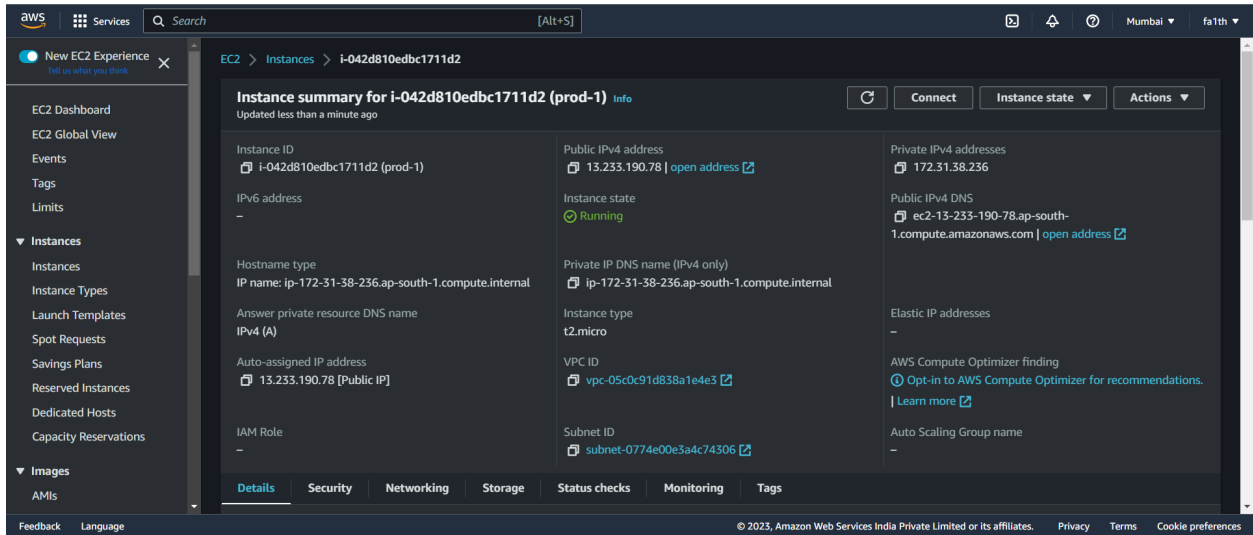 aws Services Search [Alt+S] Mumbai ▼ fa1th ▼
New EC2 Experience
Tell us what you think
EC2 Dashboard
EC2 Global View
Events
Tags
Limits
▼ Instances
Instances
Instance Types
Launch Templates
Spot Requests
Savings Plans
Reserved Instances
Dedicated Hosts
Capacity Reservations
▼ Images
AMIs
EC2 > Instances > i-042d810edbc1711d2
Instance summary for i-042d810edbc1711d2 (prod-1) Info
Updated less than a minute ago
Connect Instance state ▼ Actions ▼
Instance ID
i-042d810edbc1711d2 (prod-1)
Public IPv4 address
13.233.190.78 | open address
Private IPv4 addresses
172.31.38.236
IPv6 address
–
Instance state
Running
Public IPv4 DNS
ec2-13-233-190-78.ap-south-
1.compute.amazonaws.com | open address
Hostname type
IP name: ip-172-31-38-236.ap-south-1.compute.internal
Private IP DNS name (IPv4 only)
ip-172-31-38-236.ap-south-1.compute.internal
Answer private resource DNS name
IPv4 (A)
Instance type
t2.micro
Elastic IP addresses
–
Auto-assigned IP address
13.233.190.78 [Public IP]
VPC ID
vpc-05c0c91d838a1e4e3
AWS Compute Optimizer finding
Opt-in to AWS Compute Optimizer for recommendations.
| Learn more
IAM Role
–
Subnet ID
subnet-0774e00e3a4c74306
Auto Scaling Group name
–
Details Security Networking Storage Status checks Monitoring Tags
Feedback Language © 2023, Amazon Web Services India Private Limited or its affiliates. Privacy Terms Cookie preferences